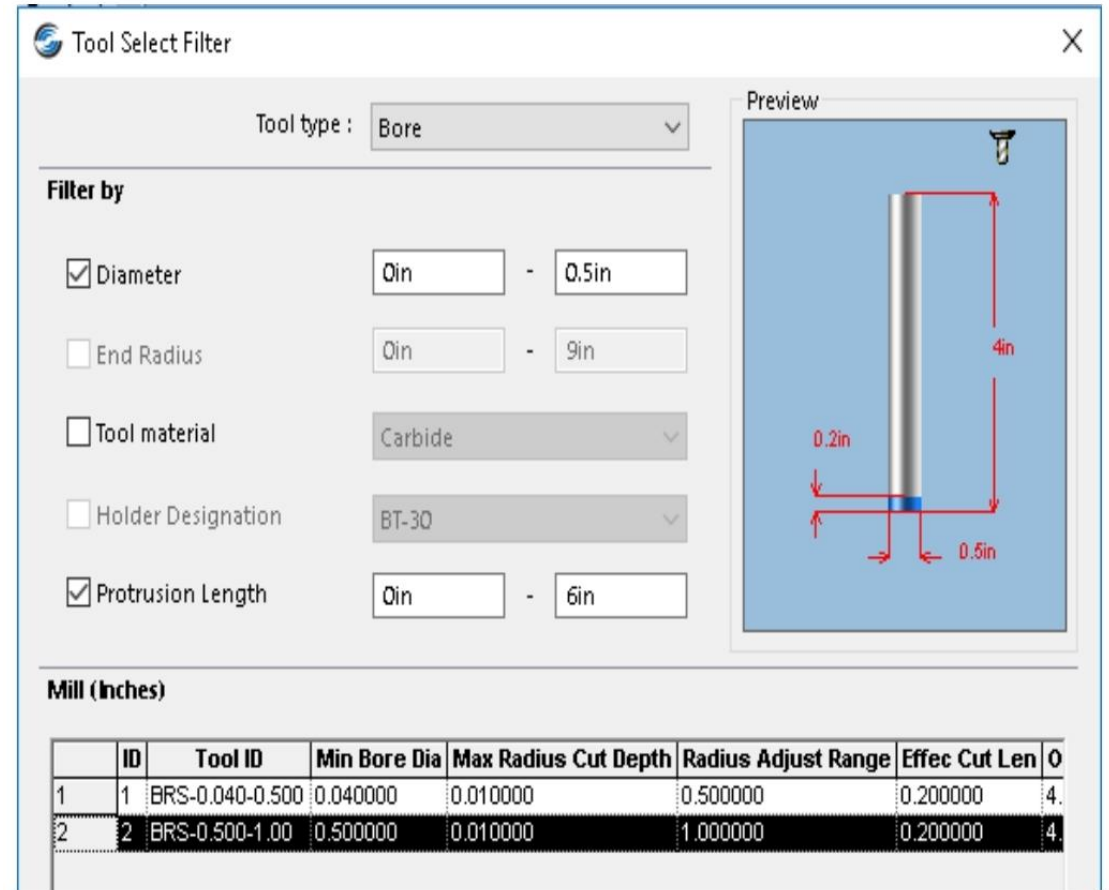 Tool Select Filter
Tool type : Bore
Preview
Filter by
Diameter 0in - 0.5in
End Radius 0in - 9in
Tool material Carbide
Holder Designation BT-30
Protrusion Length 0in - 6in
4in
0.2in
0.5in
Mill (Inches)
ID Tool ID Min Bore Dia Max Radius Cut Depth Radius Adjust Range Effec Cut Len O
1 1 BRS-0.040-0.500 0.040000 0.010000 0.500000 0.200000 4.
2 2 BRS-0.500-1.00 0.500000 0.010000 1.000000 0.200000 4.